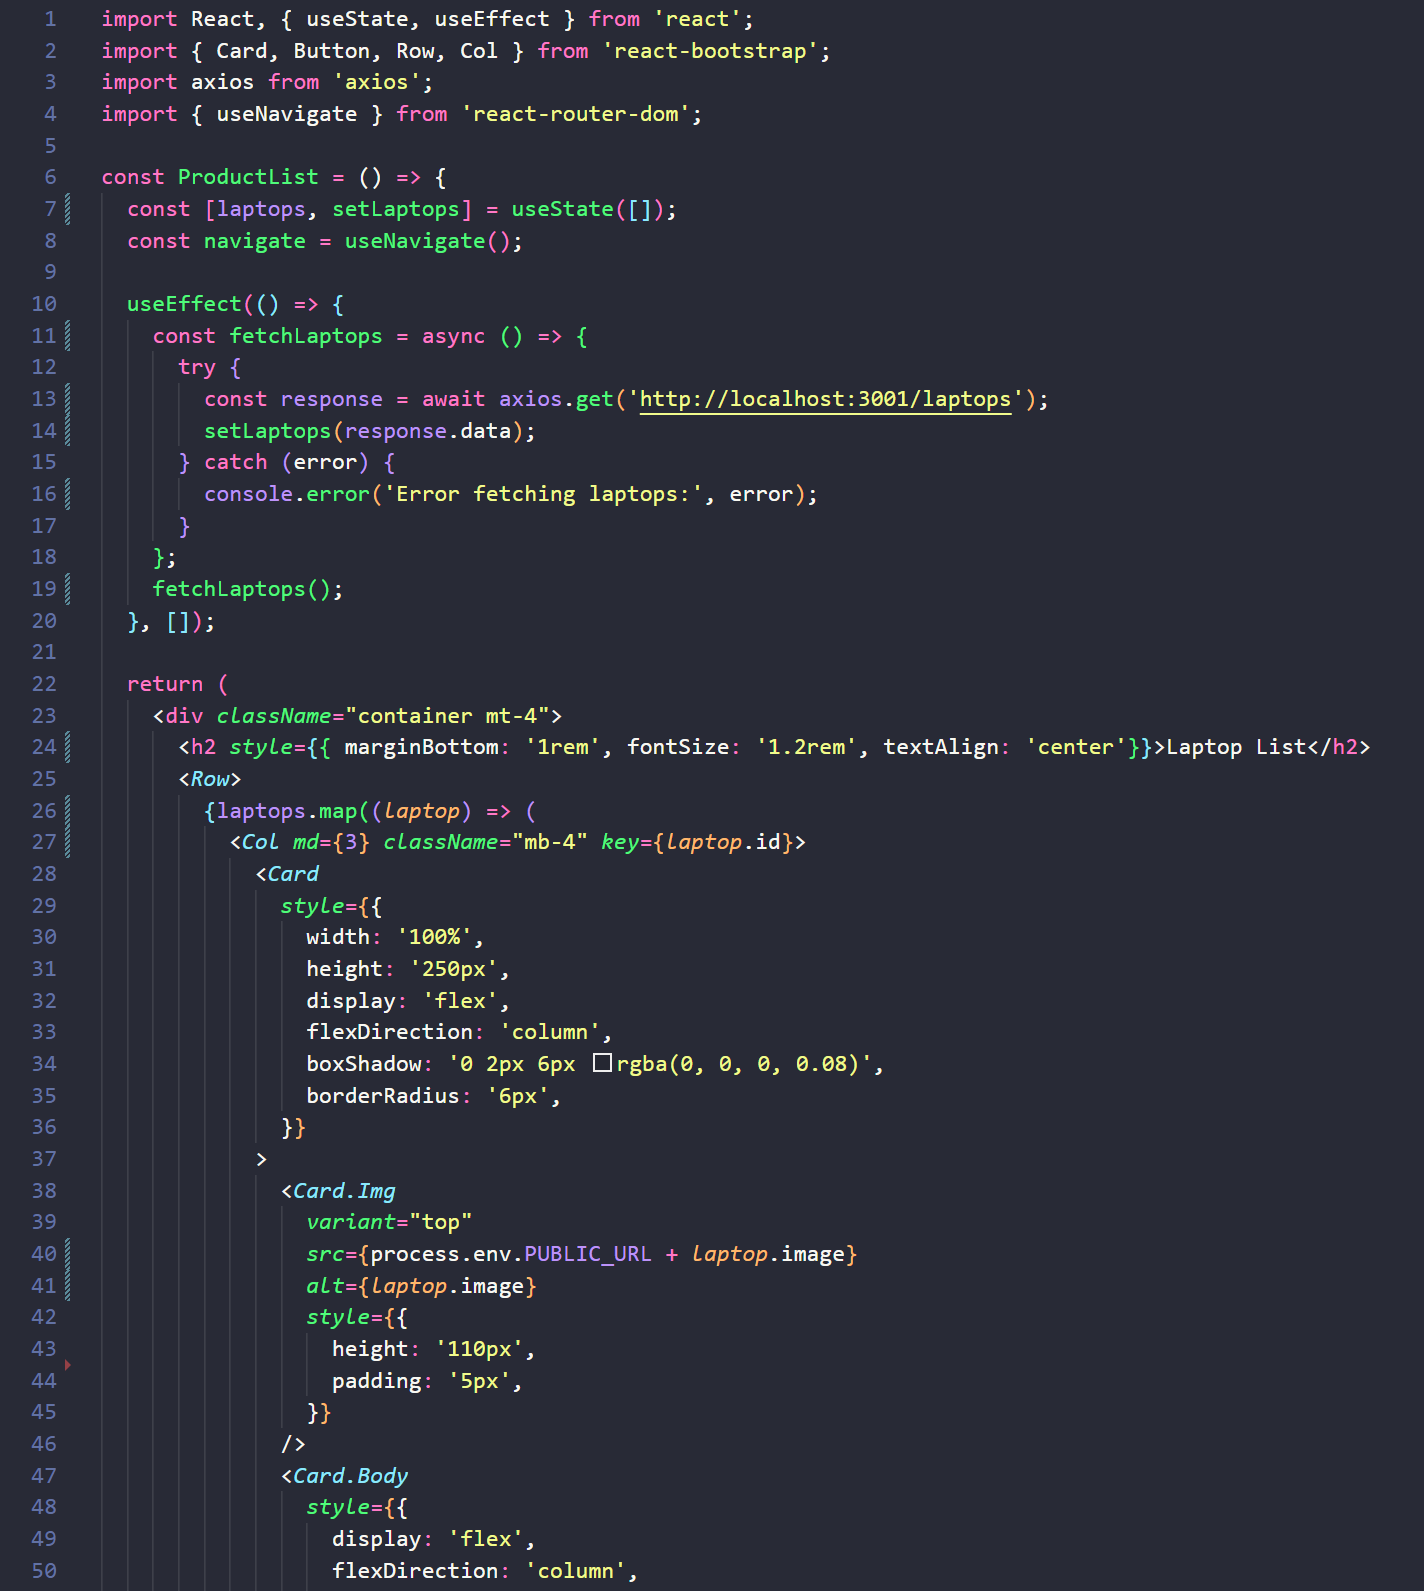 1 import React, { useState, useEffect } from 'react';
2 import { Card, Button, Row, Col } from 'react-bootstrap';
3 import axios from 'axios';
4 import { useNavigate } from 'react-router-dom';
5
6 const ProductList = () => {
7   const [laptops, setLaptops] = useState([]);
8   const navigate = useNavigate();
9
10   useEffect(() => {
11     const fetchLaptops = async () => {
12       try {
13         const response = await axios.get('http://localhost:3001/laptops');
14         setLaptops(response.data);
15       } catch (error) {
16         console.error('Error fetching laptops:', error);
17       }
18     };
19     fetchLaptops();
20   }, []);
21
22   return (
23     <div className="container mt-4">
24       <h2 style={{ marginBottom: '1rem', fontSize: '1.2rem', textAlign: 'center'}}>Laptop List</h2>
25       <Row>
26         {laptops.map((laptop) => (
27           <Col md={3} className="mb-4" key={laptop.id}>
28             <Card
29               style={{
30                 width: '100%',
31                 height: '250px',
32                 display: 'flex',
33                 flexDirection: 'column',
34                 boxShadow: '0 2px 6px rgba(0, 0, 0, 0.08)',
35                 borderRadius: '6px',
36               }}
37             >
38               <Card.Img
39                 variant="top"
40                 src={process.env.PUBLIC_URL + laptop.image}
41                 alt={laptop.image}
42                 style={{
43                   height: '110px',
44                   padding: '5px',
45                 }}
46               />
47               <Card.Body
48                 style={{
49                   display: 'flex',
50                   flexDirection: 'column',